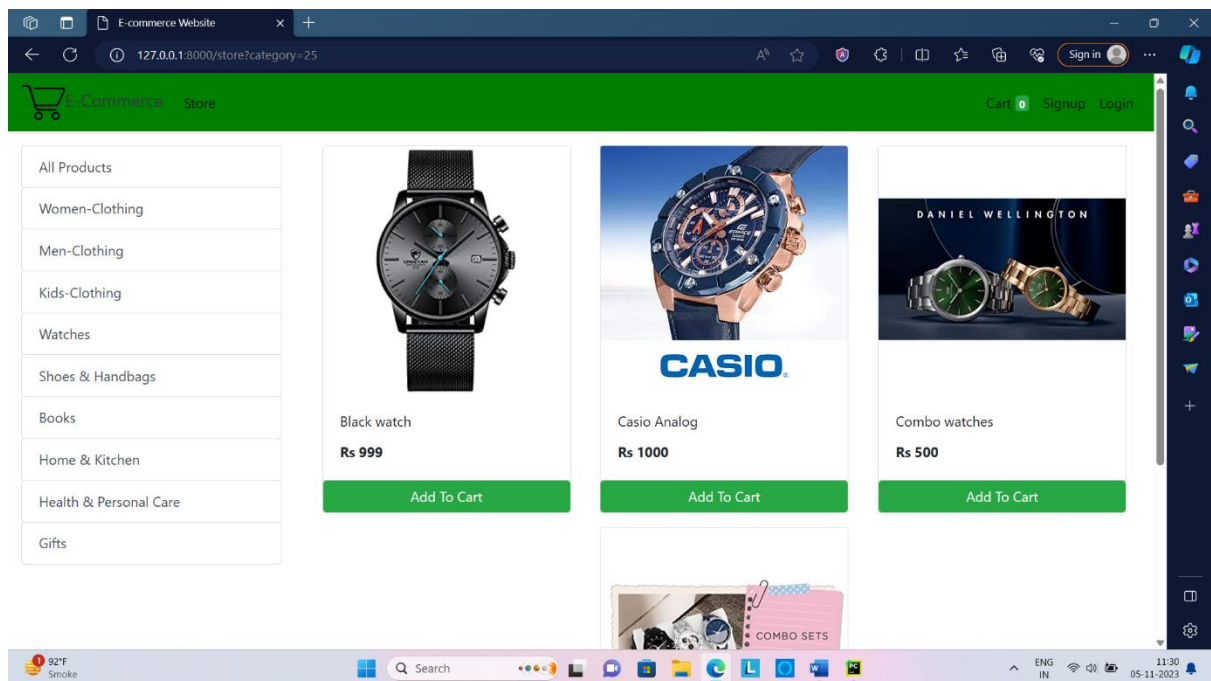 E-commerce Website
127.0.0.1:8000/store?category=25
Sign in
E-Commerce
Store
Cart 0
Signup
Login
All Products
Women-Clothing
Men-Clothing
Kids-Clothing
Watches
Shoes & Handbags
Books
Home & Kitchen
Health & Personal Care
Gifts
EDIFICE
CASIO
DANIEL WELLINGTON
Black watch
Rs 999
Add To Cart
Casio Analog
Rs 1000
Add To Cart
Combo watches
Rs 500
Add To Cart
COMBO SETS
1
92°F
Smoke
Search
ENG
IN
11:30
05-11-2023